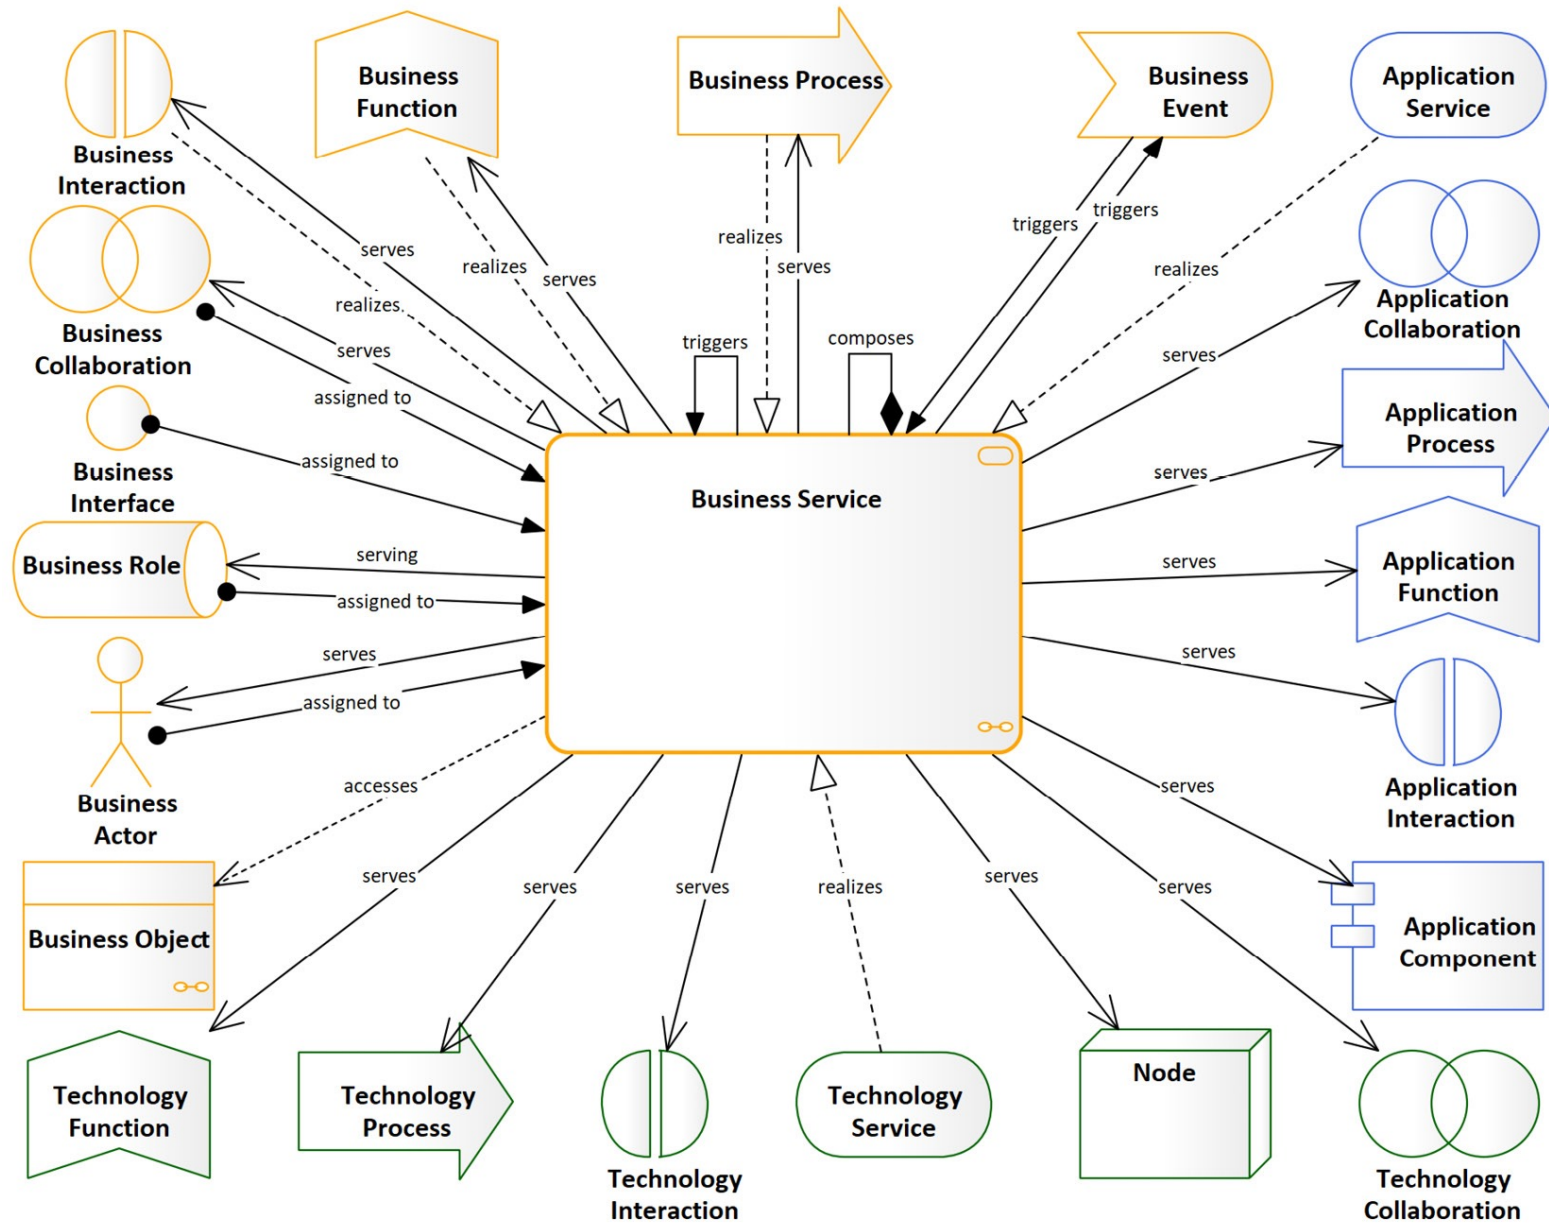 Business
Interaction
Business
Function
Business Process
Business
Event
Application
Service
triggers
triggers
realizes
serves
serves
realizes
serves
realizes
realizes
serves
Business
Collaboration
Application
Collaboration
serves
triggers
composes
serves
assigned to
Application
Process
assigned to
serves
Business
Interface
Business Service
Business Role
serving
assigned to
serves
Application
Function
serves
assigned to
serves
Business
Actor
accesses
serves
Application
Interaction
serves
serves
serves
realizes
serves
serves
Business Object
Application
Component
Technology
Function
Technology
Process
Technology
Interaction
Technology
Service
Node
Technology
Collaboration